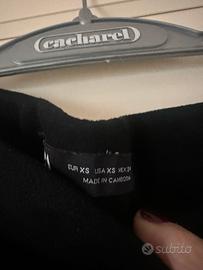 cacharel
EUR XS USA XS MEX 24
MADE IN CAMBODIA
subito